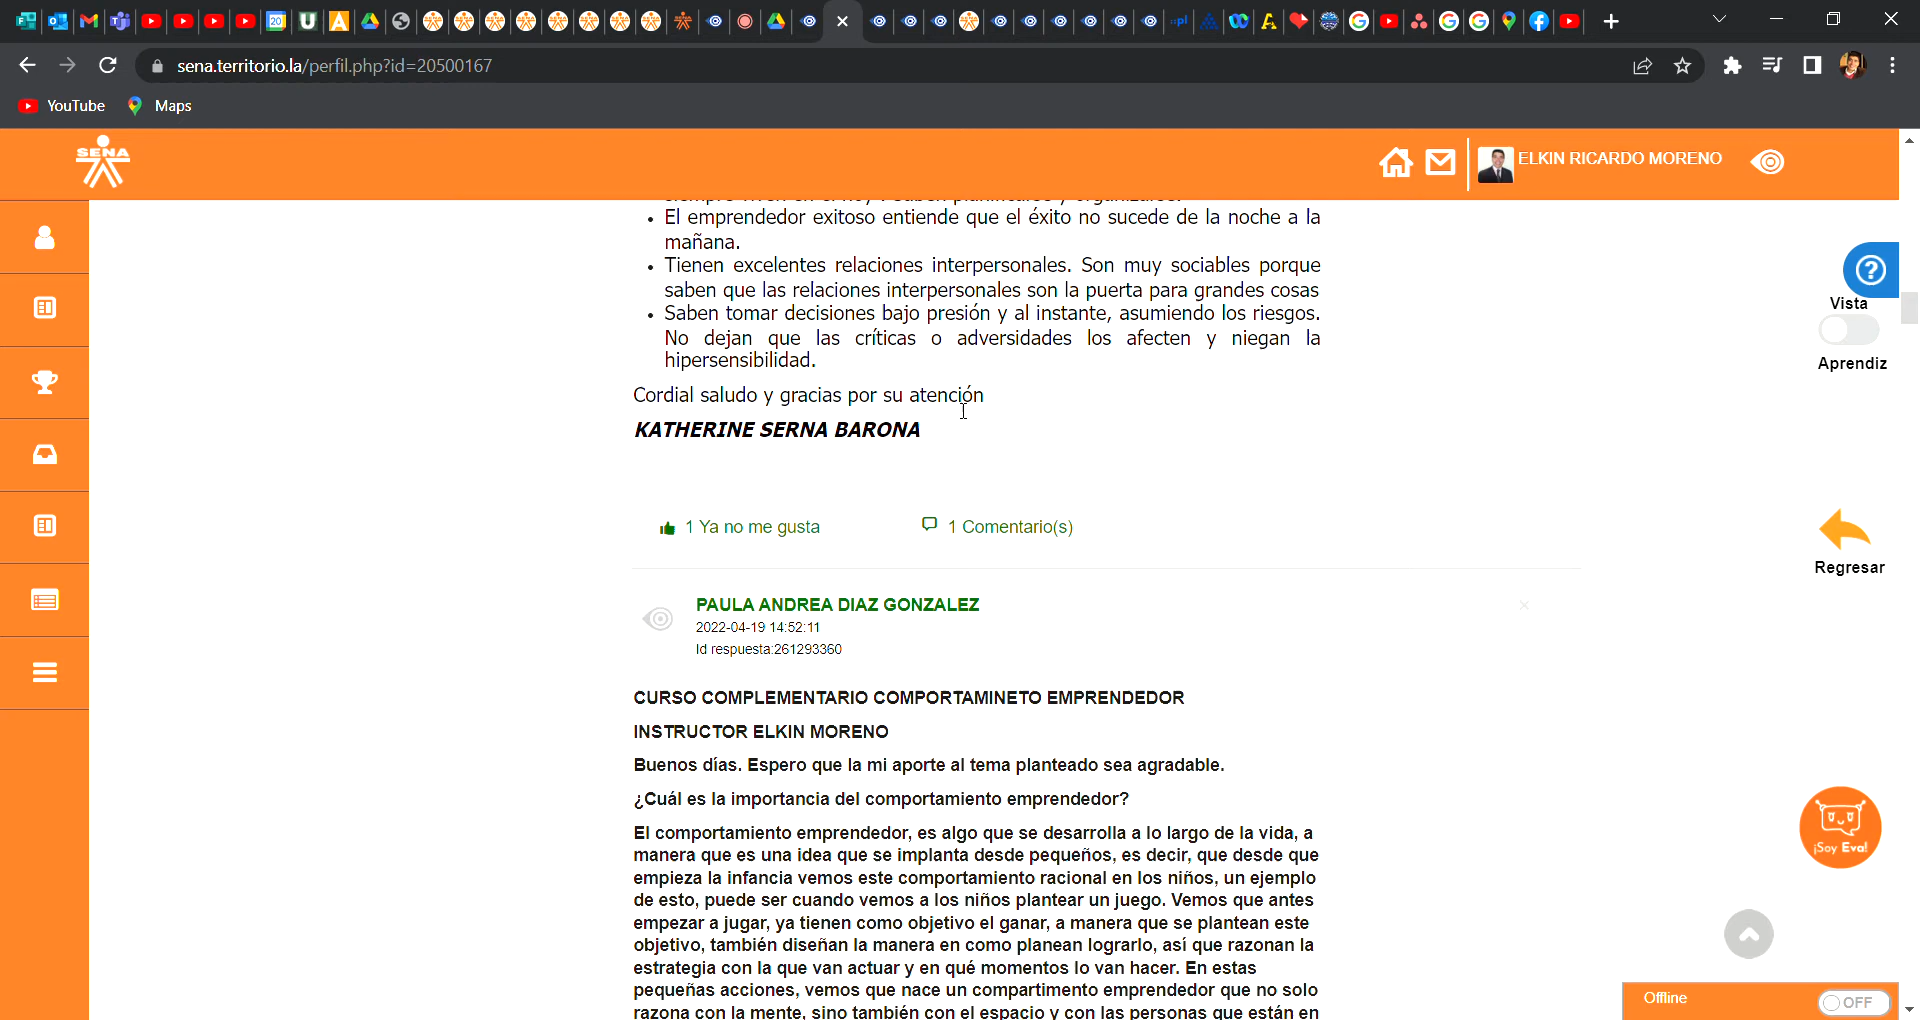 20
sena.territorio.la/perfil.php?id=20500167
YouTube
Maps
SENA
ELKIN RICARDO MORENO
El emprendedor exitoso entiende que el éxito no sucede de la noche a la
mañana.
Tienen excelentes relaciones interpersonales. Son muy sociables porque
saben que las relaciones interpersonales son la puerta para grandes cosas
Saben tomar decisiones bajo presión y al instante, asumiendo los riesgos.
No dejan que las críticas o adversidades los afecten y niegan la
hipersensibilidad.
Cordial saludo y gracias por su atención
KATHERINE SERNA BARONA
1 Ya no me gusta
1 Comentario(s)
PAULA ANDREA DIAZ GONZALEZ
2022-04-19 14:52:11
Id respuesta:261293360
CURSO COMPLEMENTARIO COMPORTAMINETO EMPRENDEDOR
INSTRUCTOR ELKIN MORENO
Buenos días. Espero que la mi aporte al tema planteado sea agradable.
¿Cuál es la importancia del comportamiento emprendedor?
El comportamiento emprendedor, es algo que se desarrolla a lo largo de la vida, a
manera que es una idea que se implanta desde pequeños, es decir, que desde que
empieza la infancia vemos este comportamiento racional en los niños, un ejemplo
de esto, puede ser cuando vemos a los niños plantear un juego. Vemos que antes
empezar a jugar, ya tienen como objetivo el ganar, a manera que se plantean este
objetivo, también diseñan la manera en como planean lograrlo, así que razonan la
estrategia con la que van actuar y en qué momentos lo van hacer. En estas
pequeñas acciones, vemos que nace un compartimento emprendedor que no solo
razona con la mente, sino también con el espacio y con las personas que están en
Vista
Aprendiz
Regresar
¡Soy Eva!
Offline
OFF